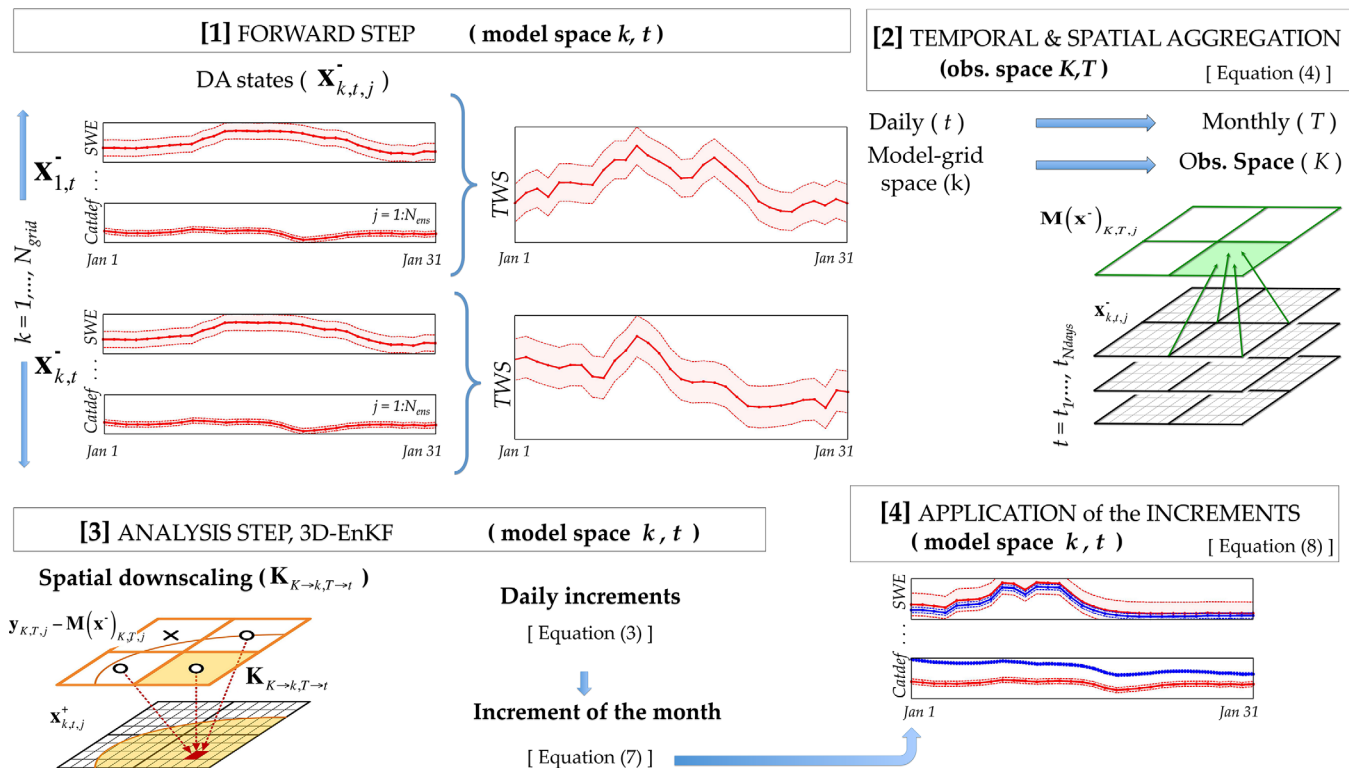 [1] FORWARD STEP ( model space k, t )
DA states ( x⁻k,t,j )
k = 1,..., Ngrid
x⁻1,t
SWE
. . .
Catdef
j = 1:Nens
Jan 1
Jan 31
TWS
Jan 1
Jan 31
x⁻k,t
SWE
. . .
Catdef
j = 1:Nens
Jan 1
Jan 31
TWS
Jan 1
Jan 31
[2] TEMPORAL & SPATIAL AGGREGATION
(obs. space K,T ) [ Equation (4) ]
Daily ( t ) Monthly ( T )
Model-grid
space (k)
Obs. Space ( K )
M(x⁻)K,T,j
x⁻k,t,j
t = t1,..., tNdays
[3] ANALYSIS STEP, 3D-EnKF ( model space k , t )
Spatial downscaling ( K K→k,T→t )
yK,T,j – M(x⁻)K,T,j
K K→k,T→t
x⁺k,t,j
Daily increments
[ Equation (3) ]
Increment of the month
[ Equation (7) ]
[4] APPLICATION of the INCREMENTS
( model space k , t ) [ Equation (8) ]
SWE
. . . .
Catdef
Jan 1
Jan 31